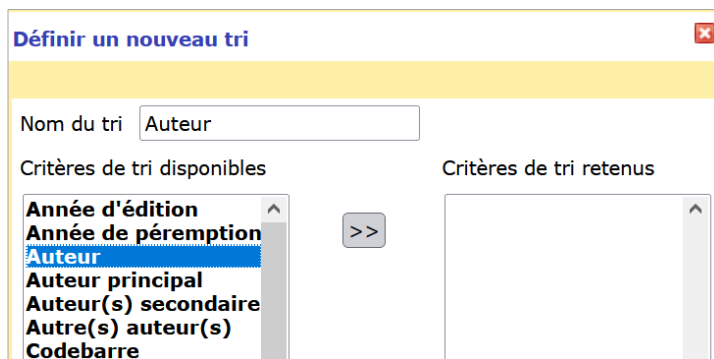 Définir un nouveau tri
Nom du tri Auteur
Critères de tri disponibles
Critères de tri retenus
Année d'édition
Année de péremption
Auteur
Auteur principal
Auteur(s) secondaire
Autre(s) auteur(s)
Codebarre
>>